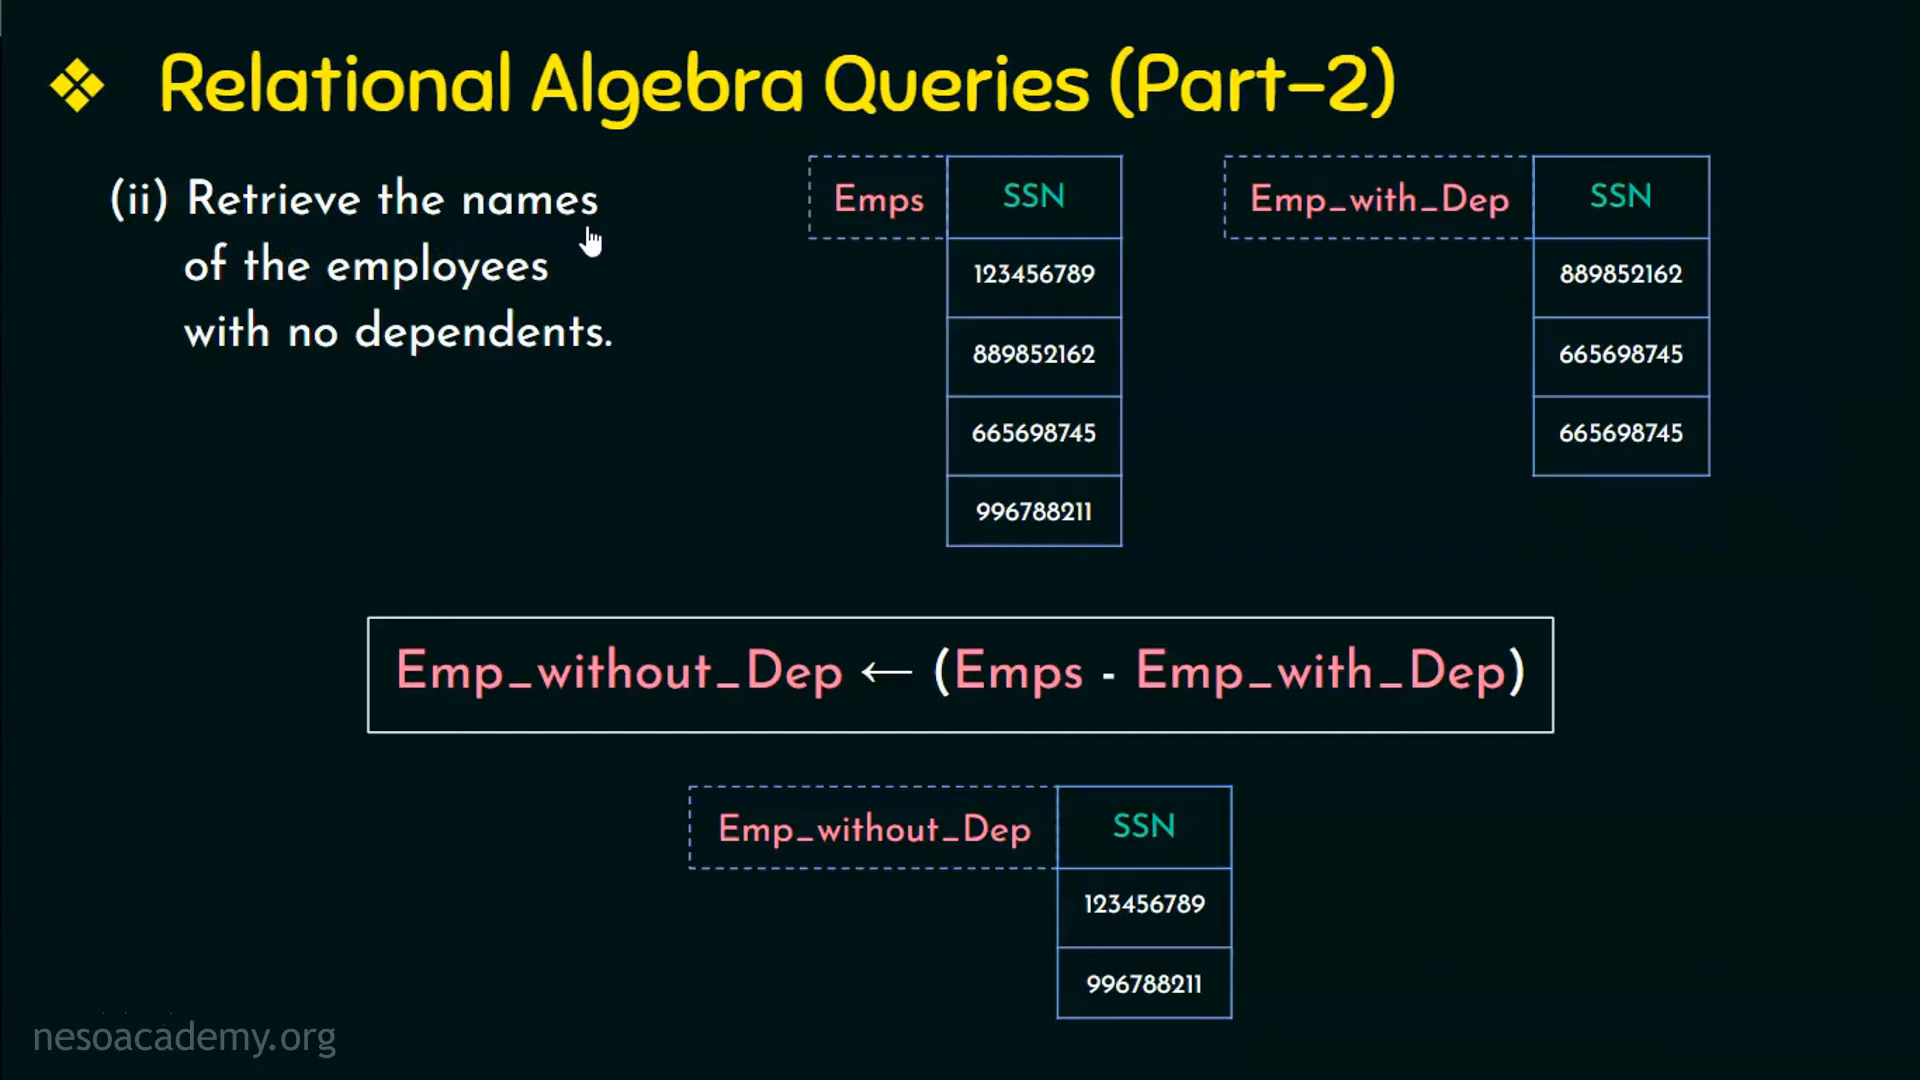 ❖ Relational Algebra Queries (Part-2)
(ii) Retrieve the names
of the employees
with no dependents.
Emps SSN
123456789
889852162
665698745
996788211
Emp_with_Dep SSN
889852162
665698745
665698745
Emp_without_Dep ← (Emps - Emp_with_Dep)
Emp_without_Dep SSN
123456789
996788211
nesoacademy.org